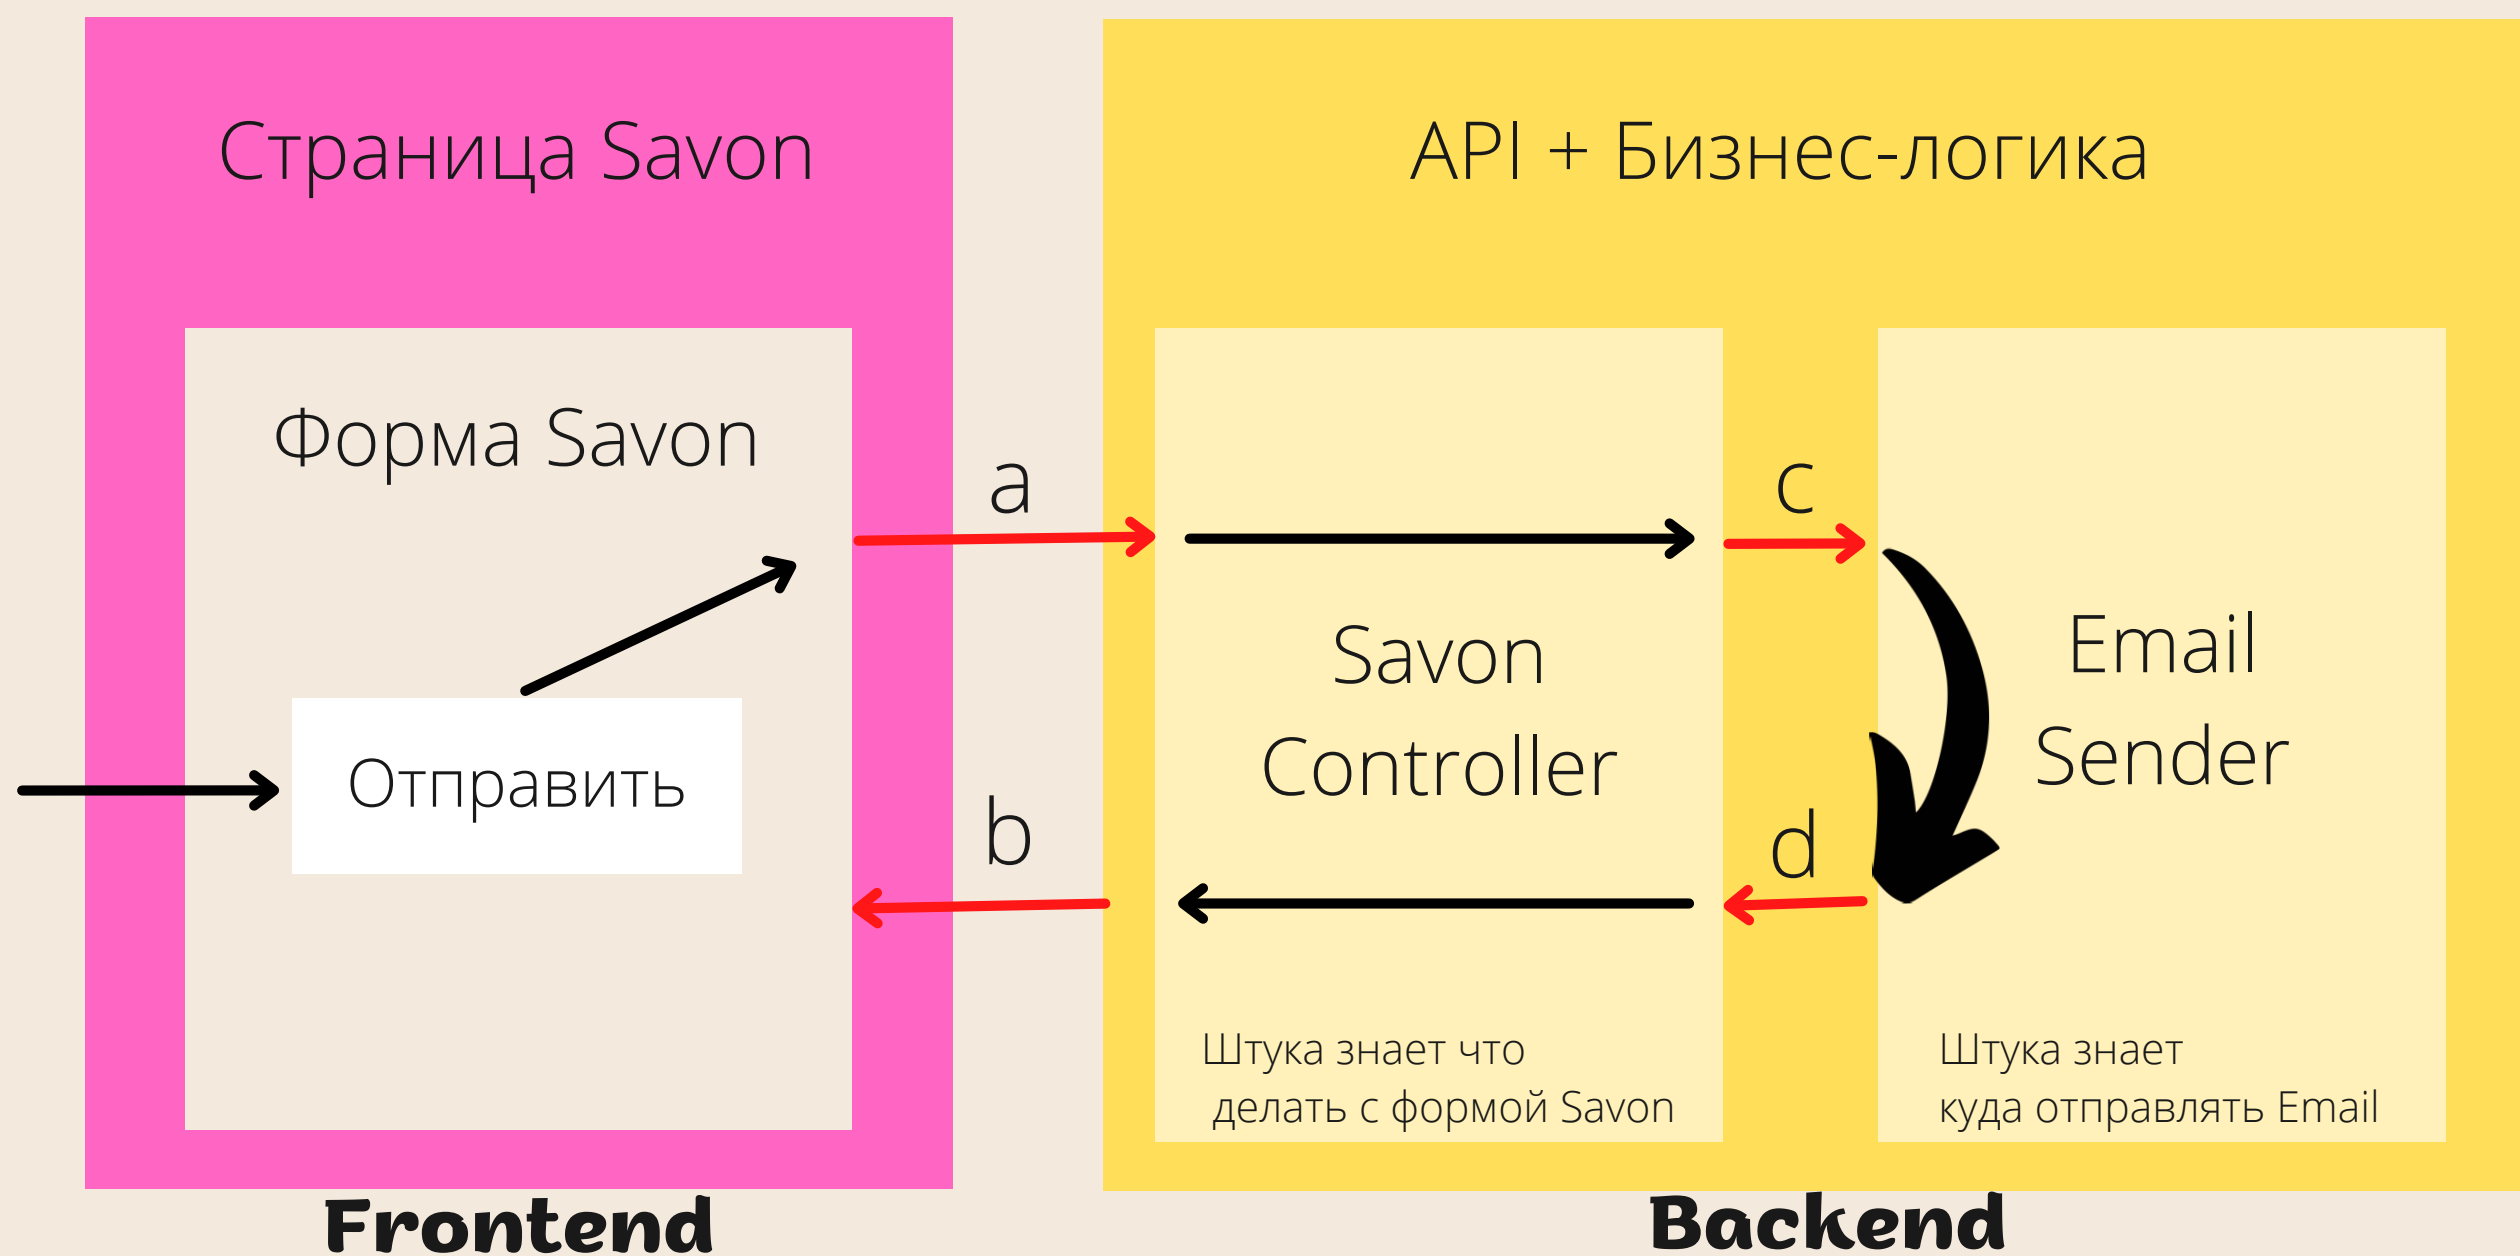 Страница Savon
Форма Savon
Отправить
a
b
API + Бизнес-логика
c
d
Savon
Controller
Штука знает что
делать с формой Savon
Email
Sender
Штука знает
куда отправлять Email
Frontend
Backend